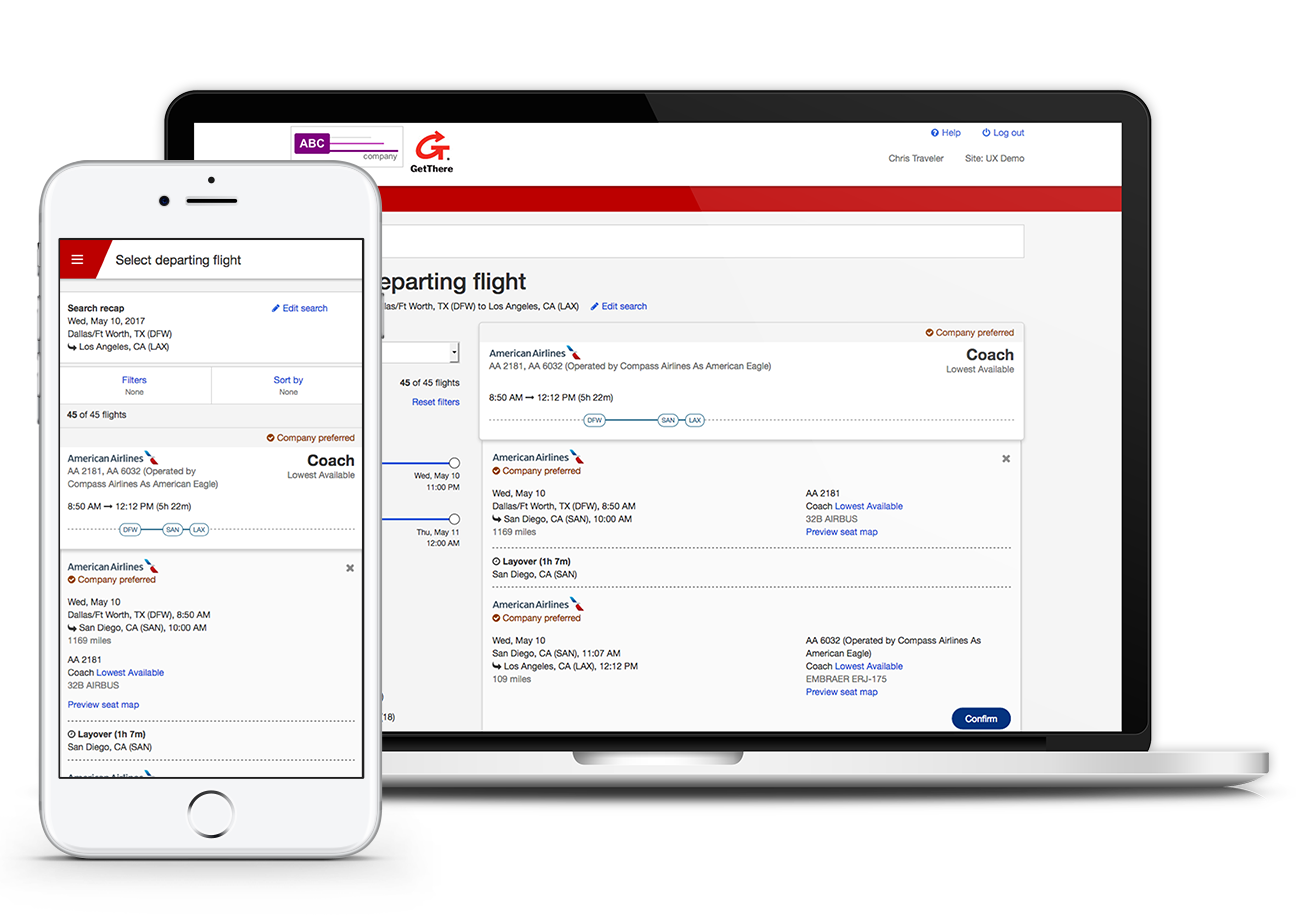 ABC
company
GetThere
Help
Log out
Chris Traveler
Site: UX Demo
eparting flight
las/Ft Worth, TX (DFW) to Los Angeles, CA (LAX)
Edit search
45 of 45 flights
Reset filters
Wed, May 10
11:00 PM
Thu, May 11
12:00 AM
(18)
Company preferred
American Airlines
Coach
AA 2181, AA 6032 (Operated by Compass Airlines As American Eagle)
Lowest Available
8:50 AM ➞ 12:12 PM (5h 22m)
DFW
SAN
LAX
American Airlines
Company preferred
Wed, May 10
Dallas/Ft Worth, TX (DFW), 8:50 AM
San Diego, CA (SAN), 10:00 AM
1169 miles
AA 2181
Coach Lowest Available
32B AIRBUS
Preview seat map
Layover (1h 7m)
San Diego, CA (SAN)
American Airlines
Company preferred
Wed, May 10
San Diego, CA (SAN), 11:07 AM
Los Angeles, CA (LAX), 12:12 PM
109 miles
AA 6032 (Operated by Compass Airlines As
American Eagle)
Coach Lowest Available
EMBRAER ERJ-175
Preview seat map
Confirm
Select departing flight
Search recap
Edit search
Wed, May 10, 2017
Dallas/Ft Worth, TX (DFW)
Los Angeles, CA (LAX)
Filters
None
Sort by
None
45 of 45 flights
Company preferred
American Airlines
Coach
AA 2181, AA 6032 (Operated by
Lowest Available
Compass Airlines As American Eagle)
8:50 AM ➞ 12:12 PM (5h 22m)
DFW
SAN
LAX
American Airlines
Company preferred
Wed, May 10
Dallas/Ft Worth, TX (DFW), 8:50 AM
San Diego, CA (SAN), 10:00 AM
1169 miles
AA 2181
Coach Lowest Available
32B AIRBUS
Preview seat map
Layover (1h 7m)
San Diego, CA (SAN)